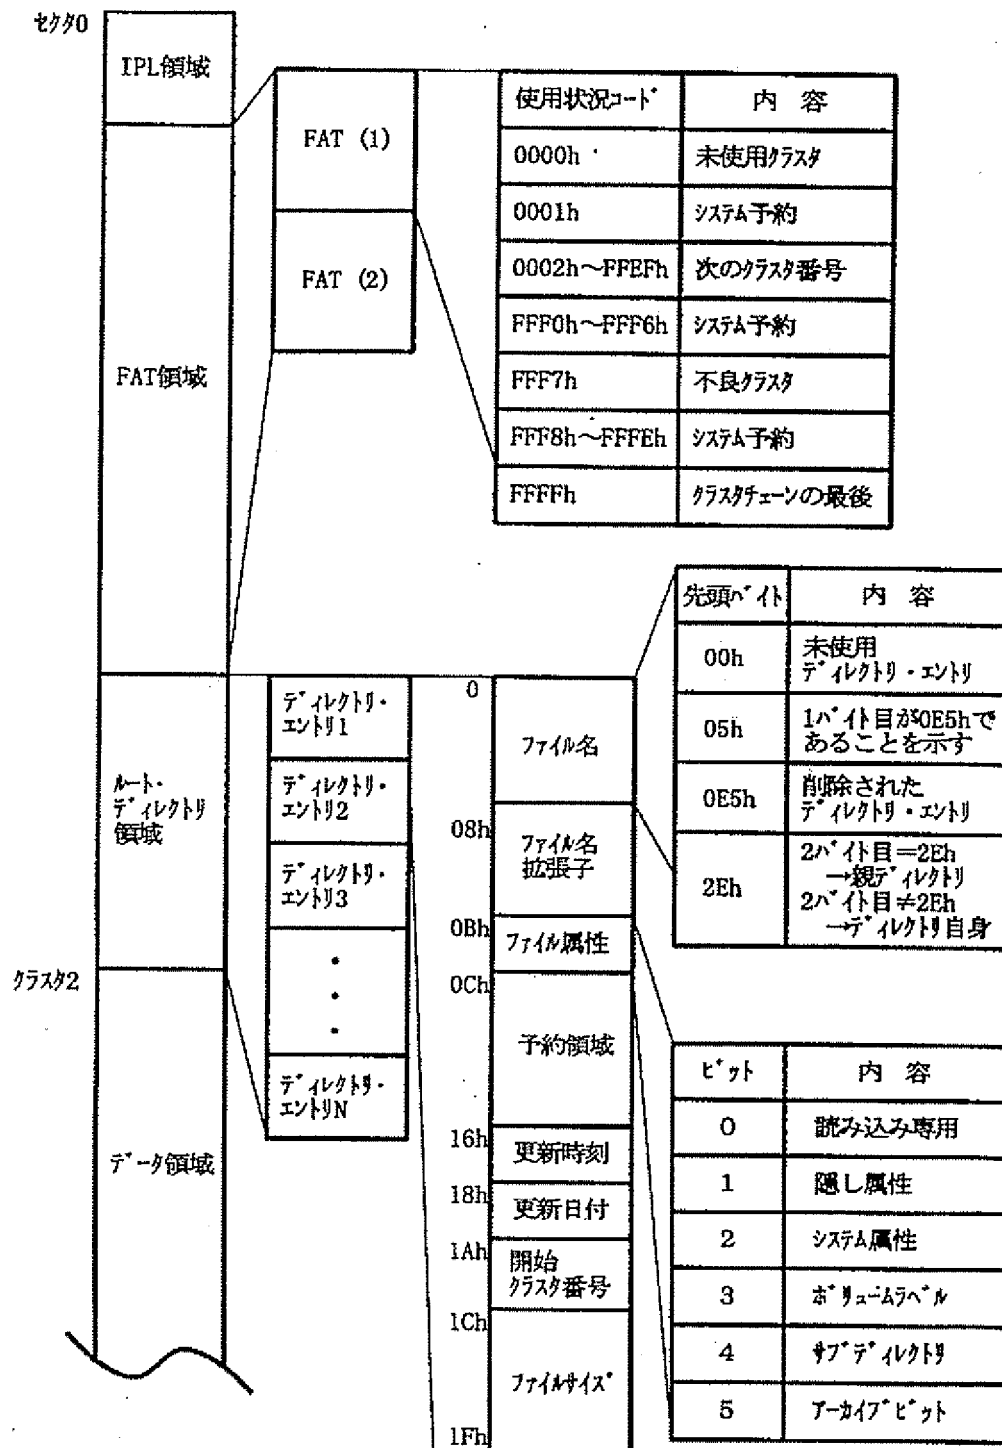 ｾｸﾀ0
IPL領域
FAT領域
ﾙｰﾄ・
ﾃﾞｨﾚｸﾄﾘ
領域
ｸﾗｽﾀ2
ﾃﾞｰﾀ領域
FAT (1)
FAT (2)
使用状況ｺｰﾄﾞ 内 容
0000h 未使用ｸﾗｽﾀ
0001h ｼｽﾃﾑ予約
0002h～FFEFh 次のｸﾗｽﾀ番号
FFF0h～FFF6h ｼｽﾃﾑ予約
FFF7h 不良ｸﾗｽﾀ
FFF8h～FFFEh ｼｽﾃﾑ予約
FFFFh ｸﾗｽﾀﾁｪｰﾝの最後
ﾃﾞｨﾚｸﾄﾘ・
ｴﾝﾄﾘ1
ﾃﾞｨﾚｸﾄﾘ・
ｴﾝﾄﾘ2
ﾃﾞｨﾚｸﾄﾘ・
ｴﾝﾄﾘ3
ﾃﾞｨﾚｸﾄﾘ・
ｴﾝﾄﾘN
0
ﾌｧｲﾙ名
08h
ﾌｧｲﾙ名
拡張子
0Bh
ﾌｧｲﾙ属性
0Ch
予約領域
16h
更新時刻
18h
更新日付
1Ah
開始
ｸﾗｽﾀ番号
1Ch
ﾌｧｲﾙｻｲｽﾞ
1Fh
先頭ﾊﾞｲﾄ 内 容
00h 未使用
ﾃﾞｨﾚｸﾄﾘ・ｴﾝﾄﾘ
05h 1ﾊﾞｲﾄ目が0E5hで
あることを示す
0E5h 削除された
ﾃﾞｨﾚｸﾄﾘ・ｴﾝﾄﾘ
2Eh 2ﾊﾞｲﾄ目＝2Eh
→親ﾃﾞｨﾚｸﾄﾘ
2ﾊﾞｲﾄ目≠2Eh
→ﾃﾞｨﾚｸﾄﾘ自身
ﾋﾞｯﾄ 内 容
0 読み込み専用
1 隠し属性
2 ｼｽﾃﾑ属性
3 ﾎﾞﾘｭｰﾑﾗﾍﾞﾙ
4 ｻﾌﾞﾃﾞｨﾚｸﾄﾘ
5 ｱｰｶｲﾌﾞﾋﾞｯﾄ